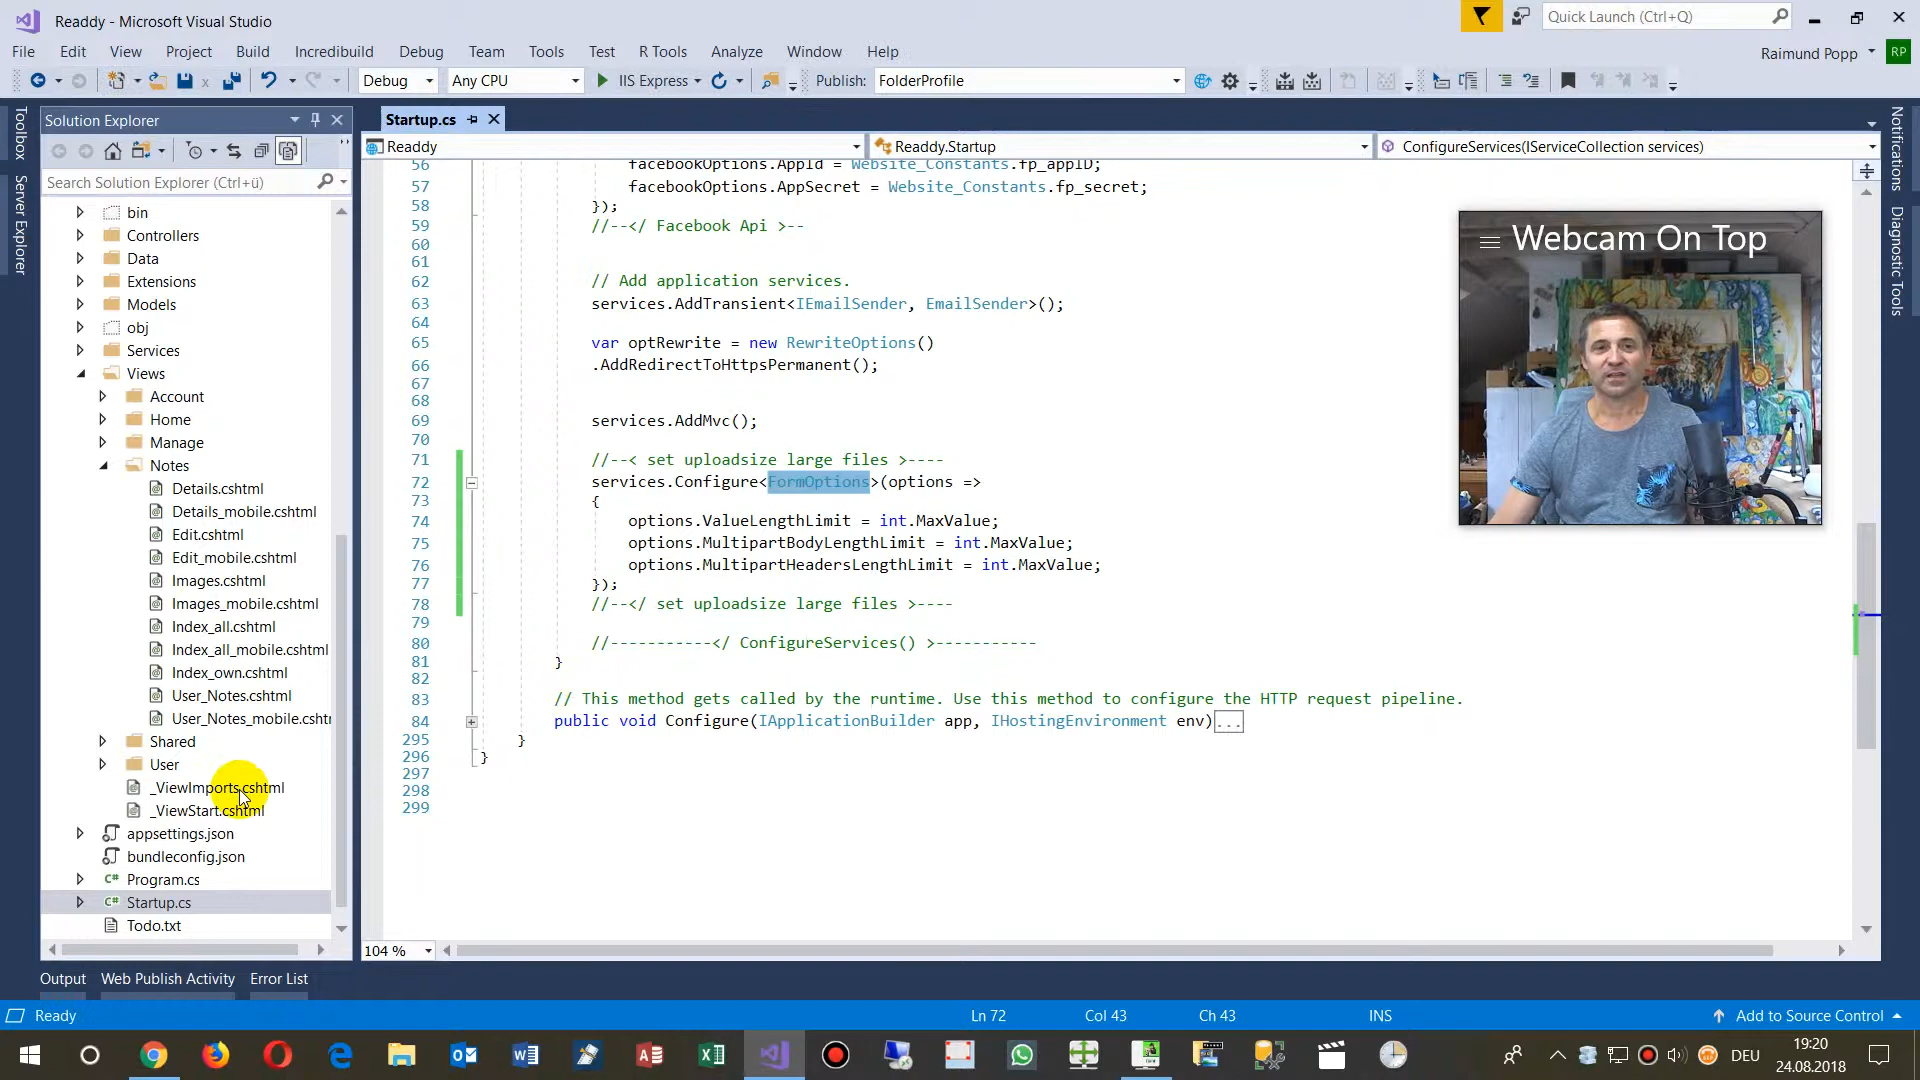 Readdy - Microsoft Visual Studio
Quick Launch (Ctrl+Q)
File Edit View Project Build Incredibuild Debug Team Tools Test R Tools Analyze Window Help
Raimund Popp RP
Debug Any CPU IIS Express Publish: FolderProfile
Toolbox
Server Explorer
Solution Explorer
Search Solution Explorer (Ctrl+ü)
bin
Controllers
Data
Extensions
Models
obj
Services
Views
Account
Home
Manage
Notes
Details.cshtml
Details_mobile.cshtml
Edit.cshtml
Edit_mobile.cshtml
Images.cshtml
Images_mobile.cshtml
Index_all.cshtml
Index_all_mobile.cshtml
Index_own.cshtml
User_Notes.cshtml
User_Notes_mobile.cshtml
Shared
User
_ViewImports.cshtml
_ViewStart.cshtml
appsettings.json
bundleconfig.json
C# Program.cs
C# Startup.cs
Todo.txt
Startup.cs
Readdy Readdy.Startup ConfigureServices(IServiceCollection services)
56 facebookOptions.AppId = Website_Constants.fp_appID;
57 facebookOptions.AppSecret = Website_Constants.fp_secret;
58 });
59 //--</ Facebook Api >--
60
61
62 // Add application services.
63 services.AddTransient<IEmailSender, EmailSender>();
64
65 var optRewrite = new RewriteOptions()
66 .AddRedirectToHttpsPermanent();
67
68
69 services.AddMvc();
70
71 //--< set uploadsize large files >----
72 services.Configure<FormOptions>(options =>
73 {
74 options.ValueLengthLimit = int.MaxValue;
75 options.MultipartBodyLengthLimit = int.MaxValue;
76 options.MultipartHeadersLengthLimit = int.MaxValue;
77 });
78 //--</ set uploadsize large files >----
79
80 //-----------</ ConfigureServices() >-----------
81 }
82
83 // This method gets called by the runtime. Use this method to configure the HTTP request pipeline.
84 public void Configure(IApplicationBuilder app, IHostingEnvironment env)...
295 }
296 }
297
298
299
104 %
Webcam On Top
Notifications
Diagnostic Tools
Output Web Publish Activity Error List
Ready Ln 72 Col 43 Ch 43 INS Add to Source Control
DEU
19:20
24.08.2018